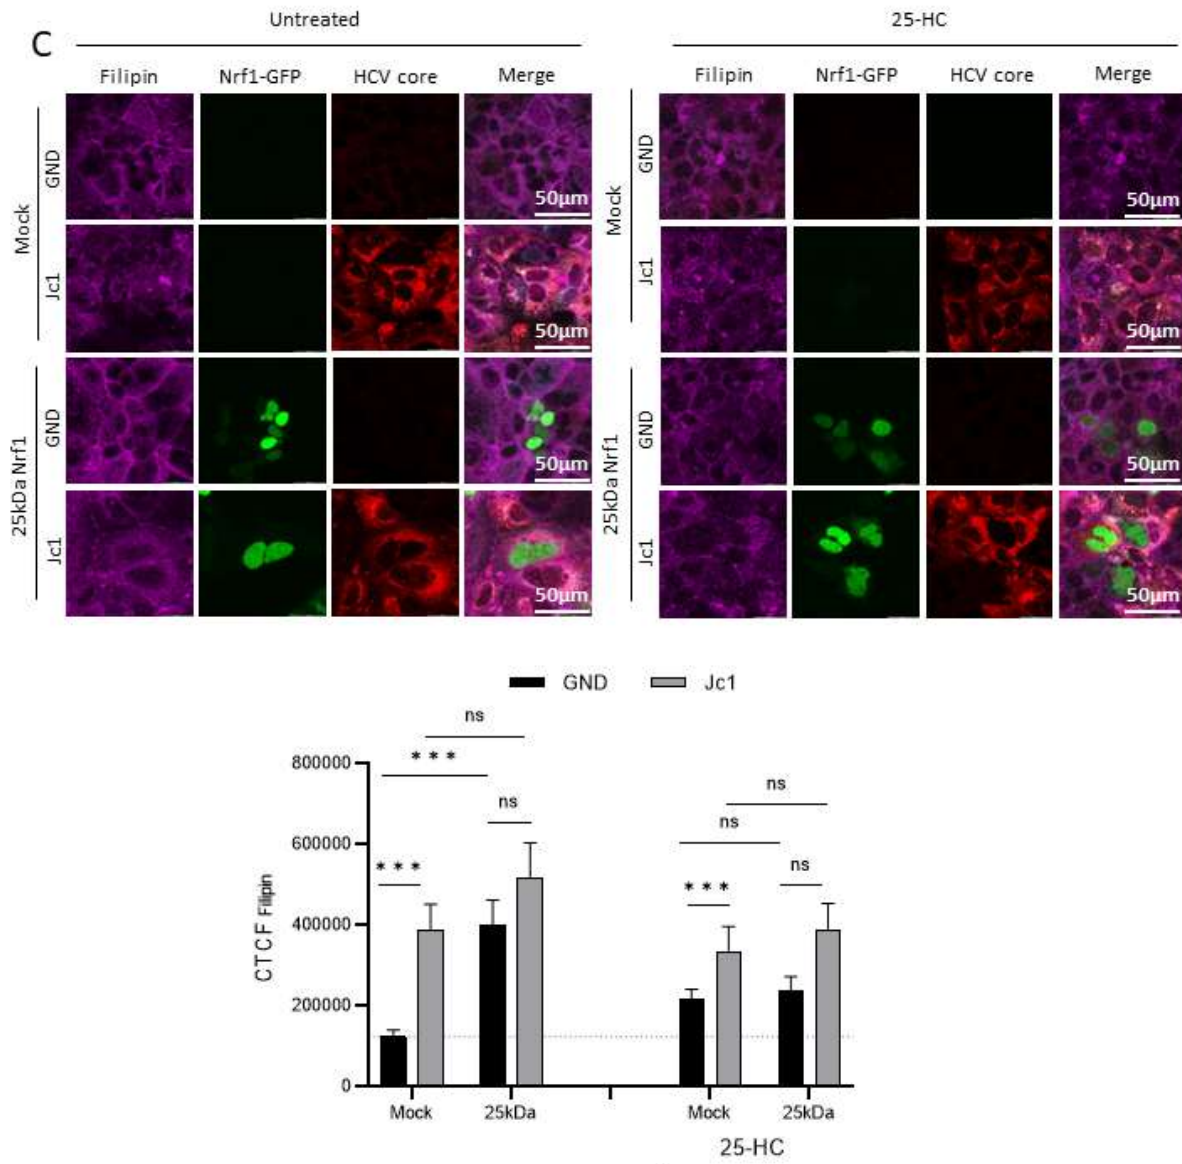 C
Untreated
25-HC
Filipin Nrf1-GFP HCV core Merge
Filipin Nrf1-GFP HCV core Merge
Mock
GND
50µm
Jc1
50µm
25kDa Nrf1
GND
50µm
Jc1
50µm
Mock
GND
50µm
Jc1
50µm
25kDa Nrf1
GND
50µm
Jc1
50µm
GND Jc1
CTCF Filipin
800000
600000
400000
200000
0
ns
***
ns
***
ns
ns
ns
***
Mock 25kDa Mock 25kDa
25-HC